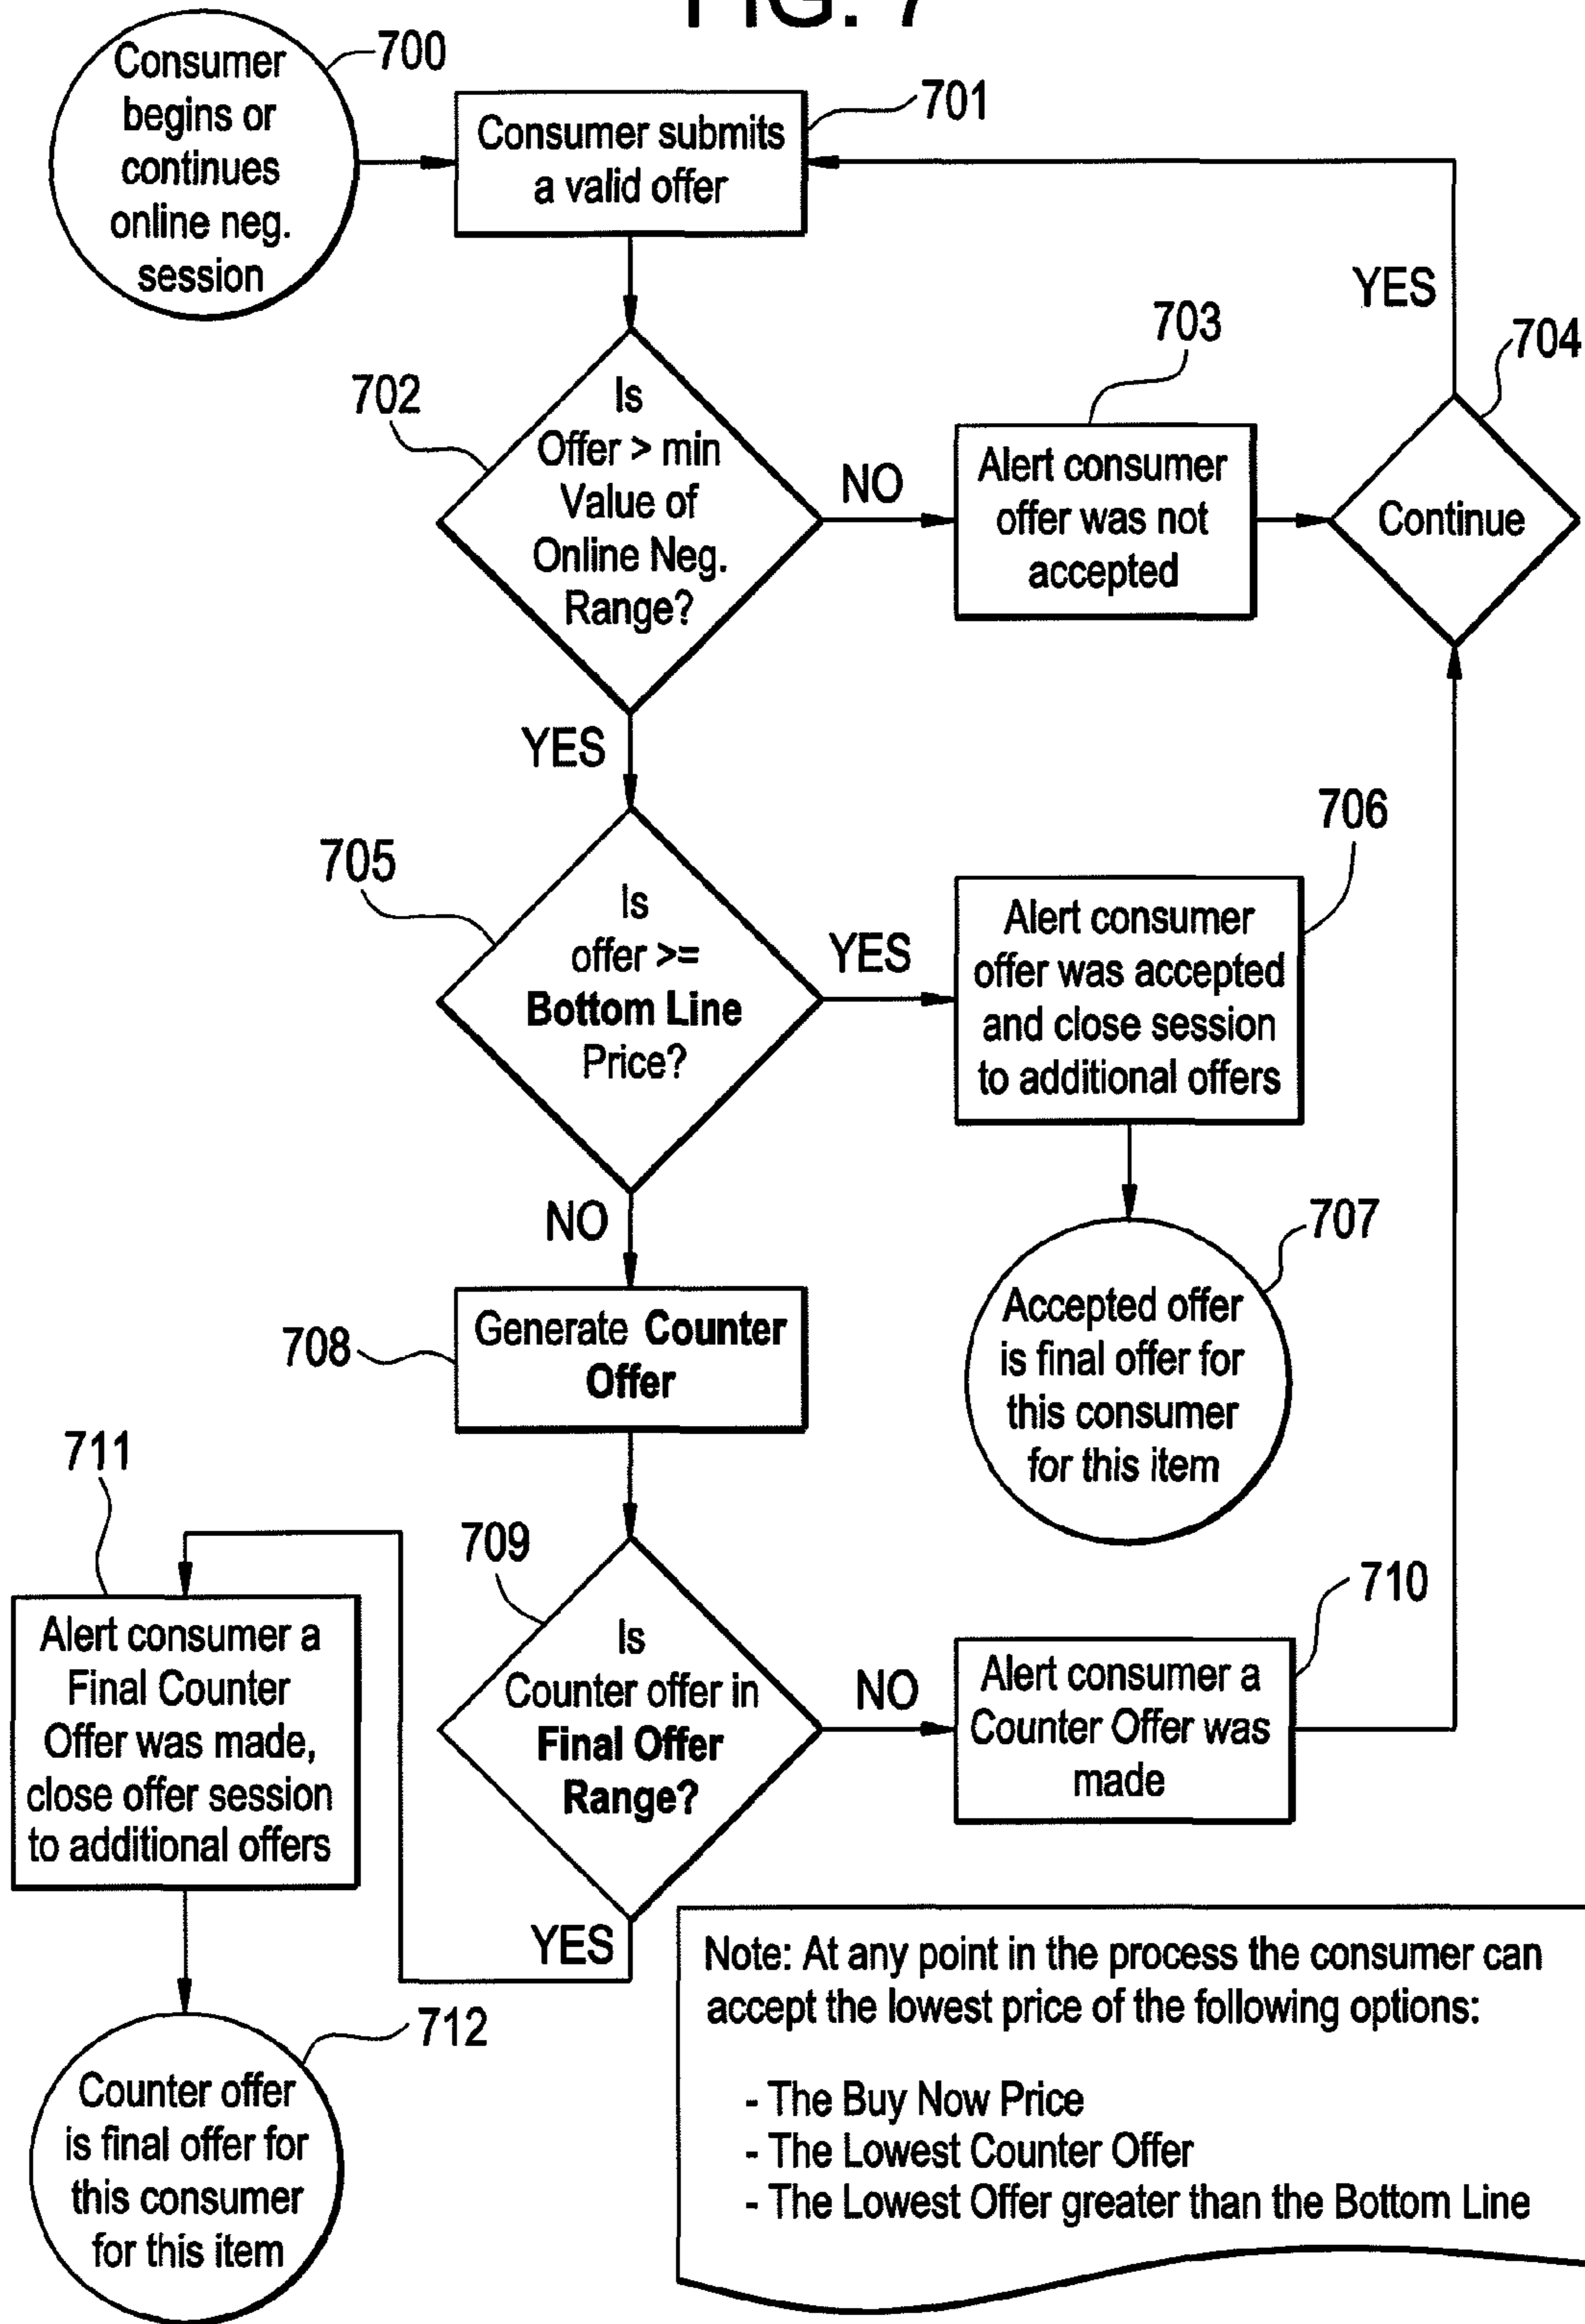 FIG. 7
Consumer
begins or
continues
online neg.
session
700
Consumer submits
a valid offer
701
YES
702
Is
Offer > min
Value of
Online Neg.
Range?
NO
703
Alert consumer
offer was not
accepted
704
Continue
YES
705
Is
offer >=
Bottom Line
Price?
YES
706
Alert consumer
offer was accepted
and close session
to additional offers
707
Accepted offer
is final offer for
this consumer
for this item
NO
708
Generate Counter
Offer
709
Is
Counter offer in
Final Offer
Range?
NO
710
Alert consumer a
Counter Offer was
made
YES
711
Alert consumer a
Final Counter
Offer was made,
close offer session
to additional offers
712
Counter offer
is final offer for
this consumer
for this item
Note: At any point in the process the consumer can
accept the lowest price of the following options:
- The Buy Now Price
- The Lowest Counter Offer
- The Lowest Offer greater than the Bottom Line